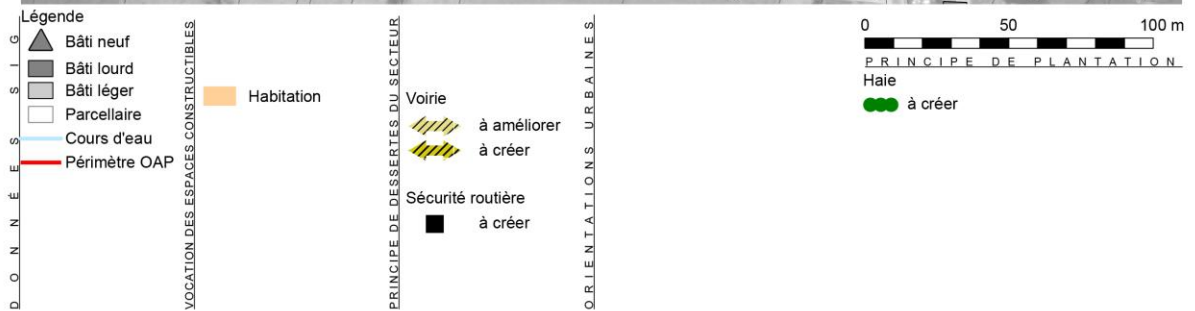 Légende
DONNÉES SIG
Bâti neuf
Bâti lourd
Bâti léger
Parcellaire
Cours d'eau
Périmètre OAP
VOCATION DES ESPACES CONSTRUCTIBLES
Habitation
PRINCIPE DE DESSERTES DU SECTEUR
Voirie
à améliorer
à créer
Sécurité routière
à créer
ORIENTATIONS URBAINES
0 50 100 m
PRINCIPE DE PLANTATION
Haie
à créer